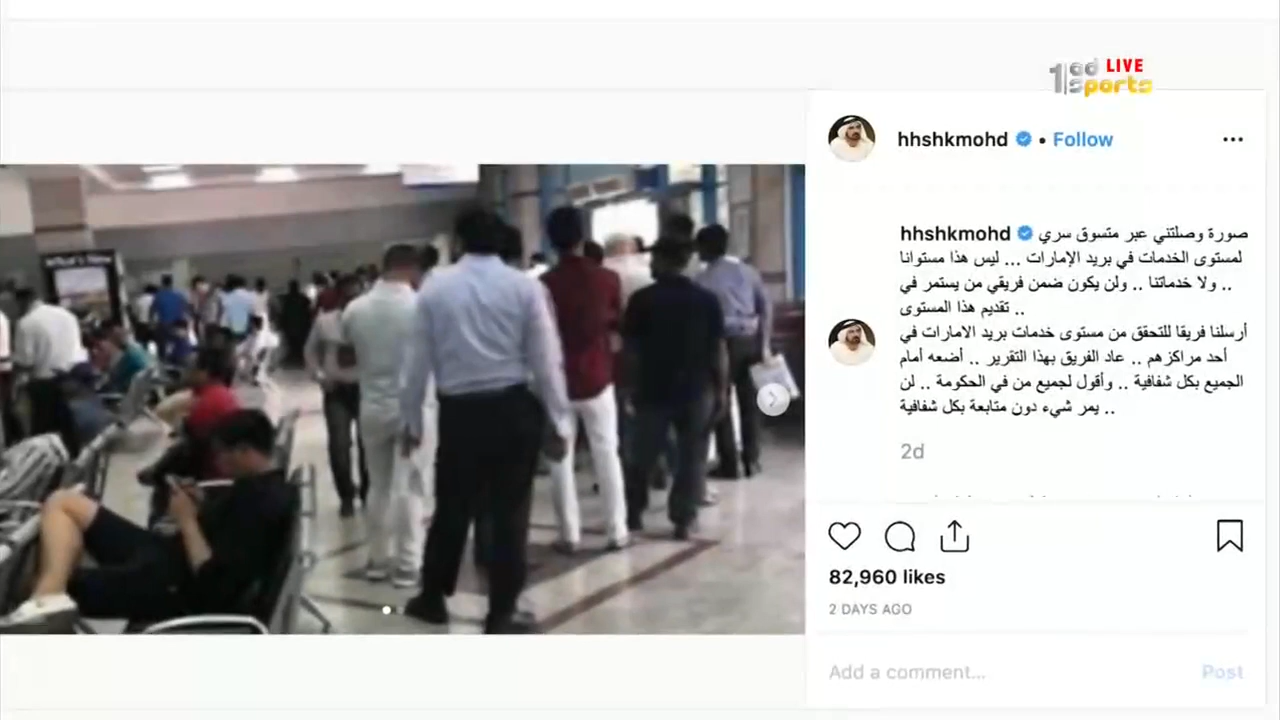 1 ad sports LIVE
hhshkmohd • Follow
hhshkmohd صورة وصلتني عبر متسوق سري
لمستوى الخدمات في بريد الإمارات ... ليس هذا مستوانا
.. ولا خدماتنا .. ولن يكون ضمن فريقي من يستمر في
.. تقديم هذا المستوى
أرسلنا فريقا للتحقق من مستوى خدمات بريد الامارات في
أحد مراكزهم .. عاد الفريق بهذا التقرير .. أضعه أمام
الجميع بكل شفافية .. وأقول لجميع من في الحكومة .. لن
.. يمر شيء دون متابعة بكل شفافية
2d
82,960 likes
2 DAYS AGO
Add a comment...
Post